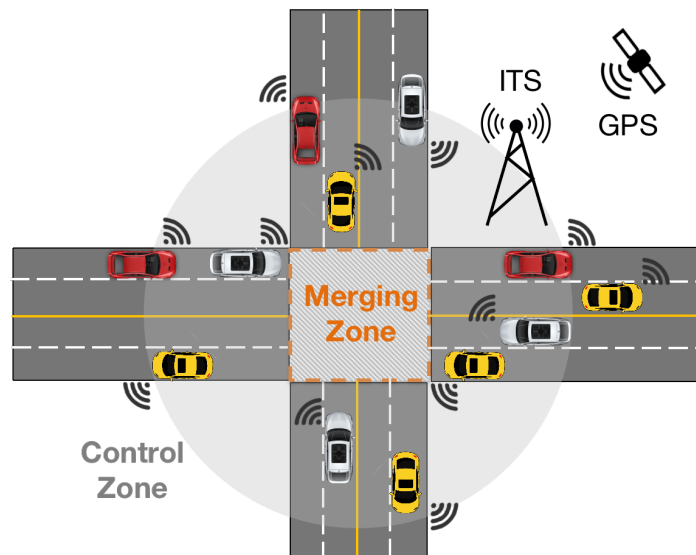 ITS
GPS
Merging
Zone
Control
Zone